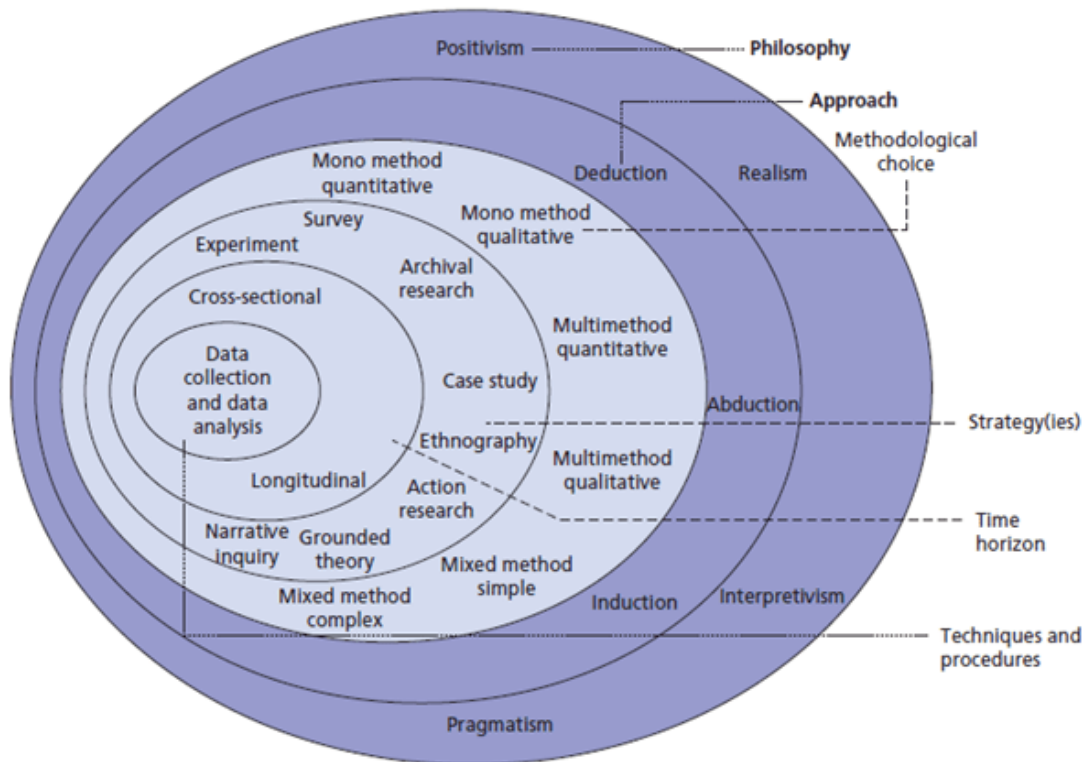 Positivism
Philosophy
Approach
Methodological
choice
Mono method
quantitative
Deduction
Realism
Survey
Mono method
qualitative
Experiment
Archival
research
Cross-sectional
Multimethod
quantitative
Data
collection
and data
analysis
Case study
Abduction
Strategy(ies)
Ethnography
Multimethod
qualitative
Longitudinal
Action
research
Time
horizon
Narrative
inquiry
Grounded
theory
Mixed method
simple
Mixed method
complex
Induction
Interpretivism
Techniques and
procedures
Pragmatism